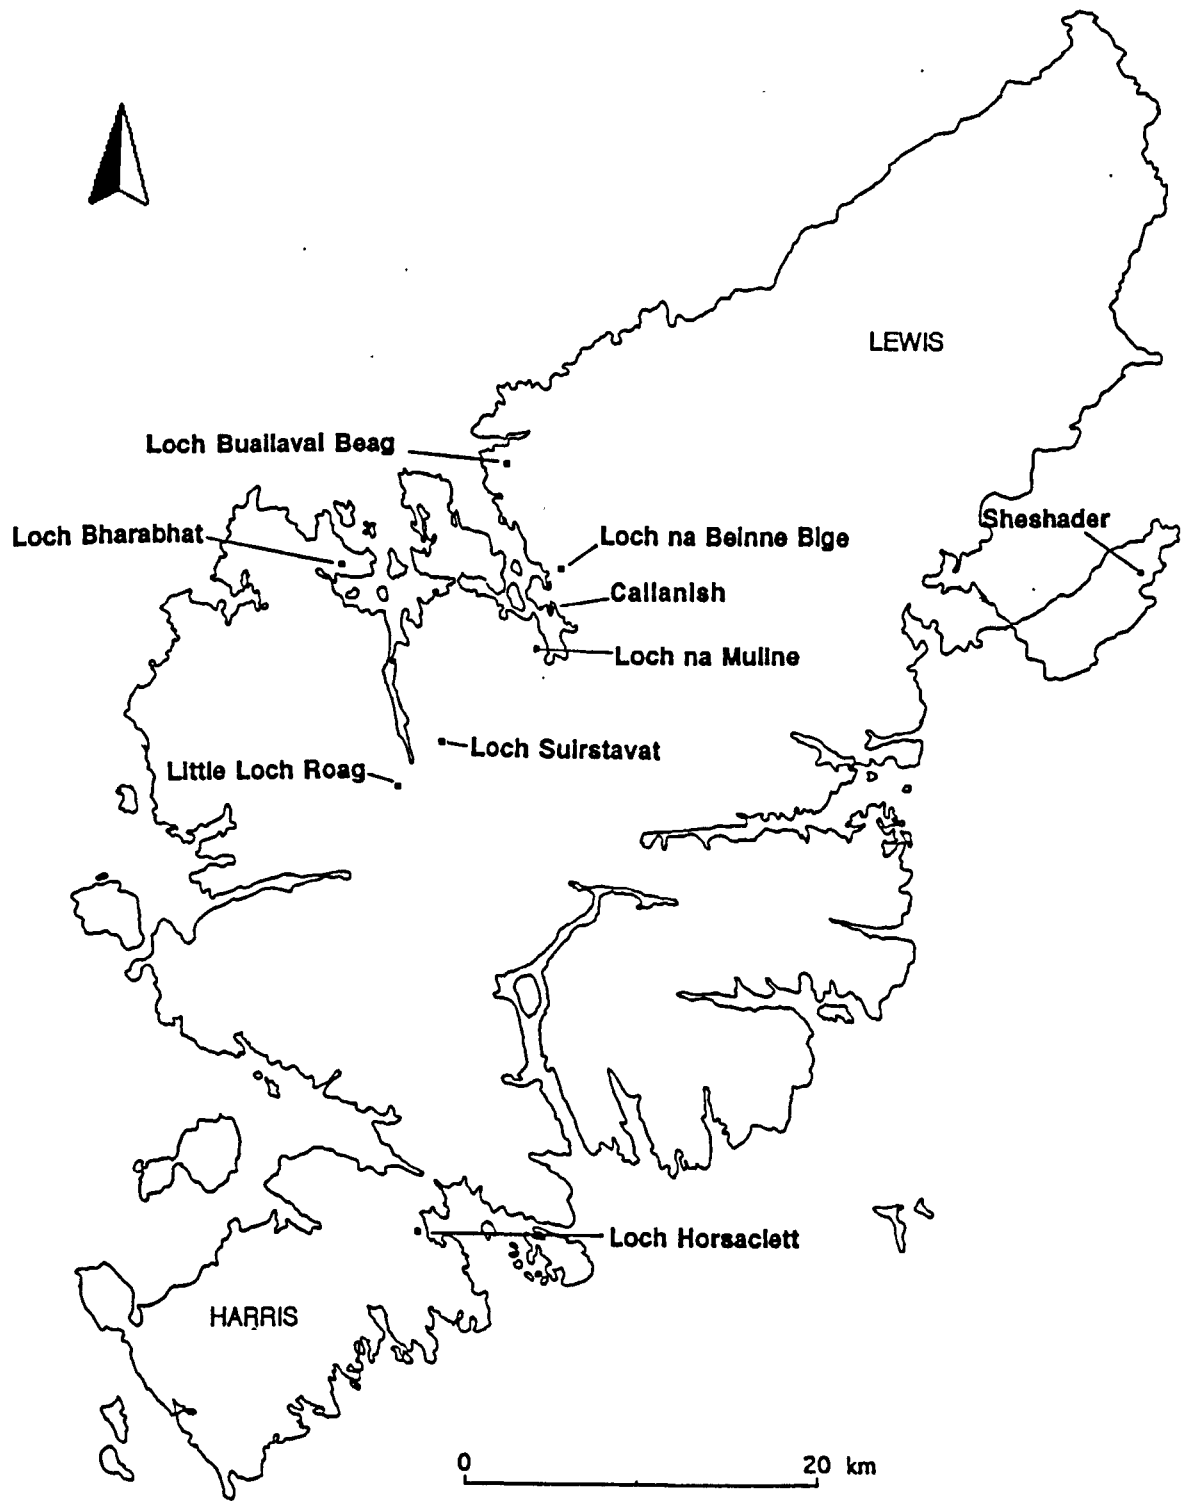 LEWIS
Loch Buailaval Beag
Sheshader
Loch Bharabhat
Loch na Beinne Bige
Callanish
Loch na Muilne
Loch Suirstavat
Little Loch Roag
Loch Horsaclett
HARRIS
0 20 km